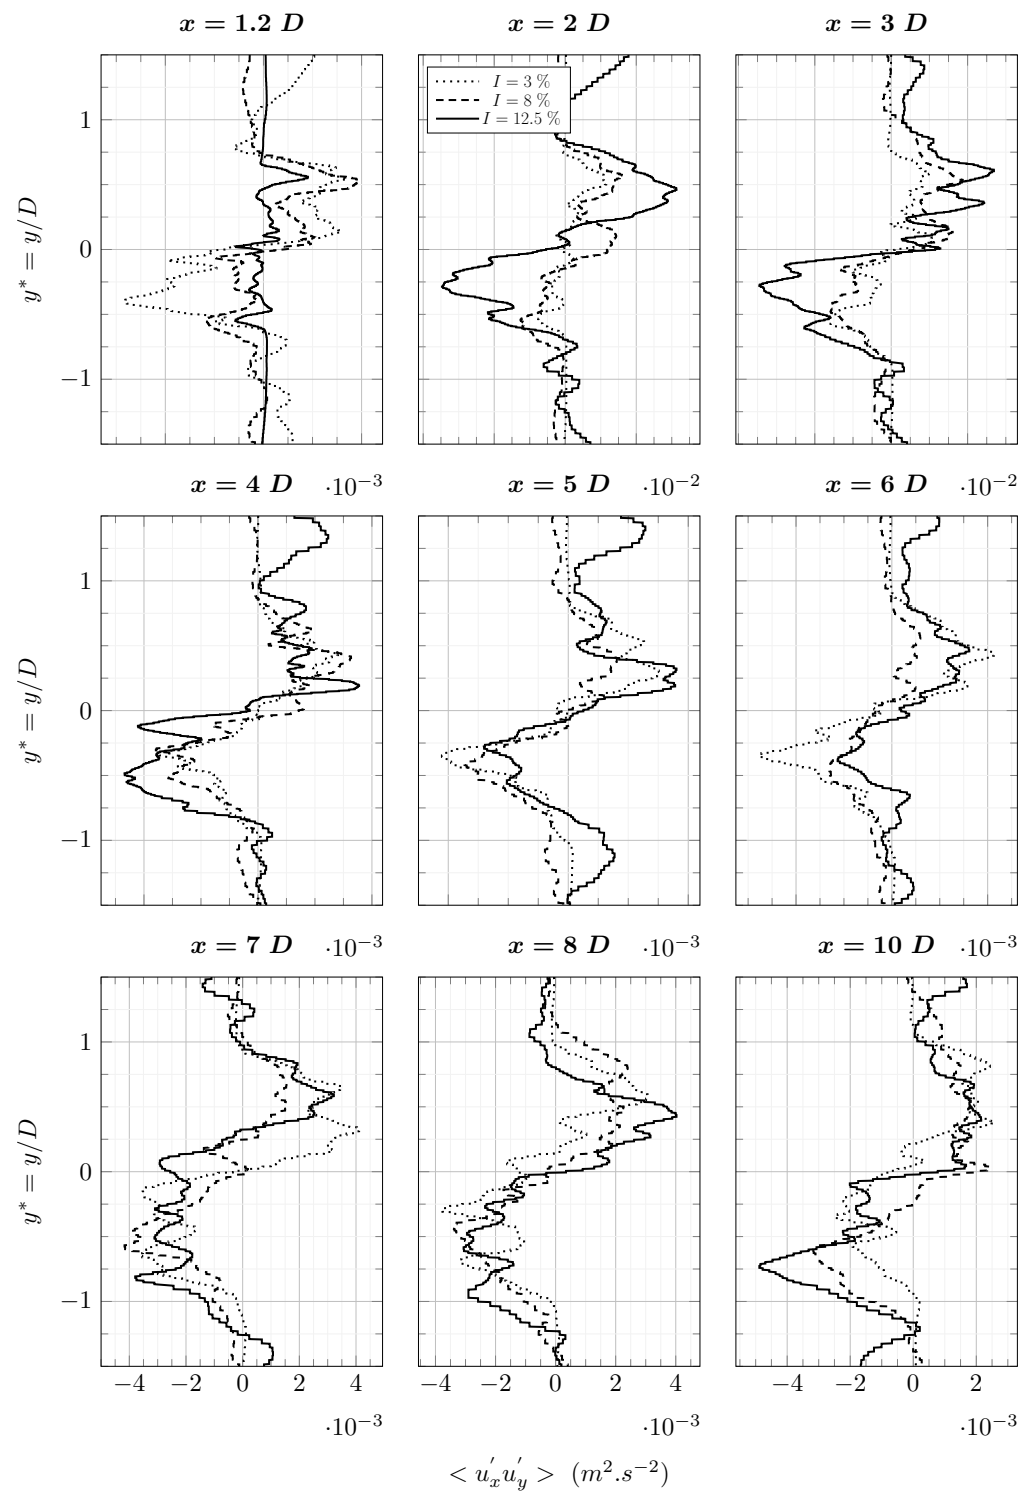 x = 1.2 D
x = 2 D
x = 3 D
I = 3 %
I = 8 %
I = 12.5 %
1
0
−1
y* = y/D
x = 4 D
·10⁻³
x = 5 D
·10⁻²
x = 6 D
·10⁻²
1
0
−1
y* = y/D
x = 7 D
·10⁻³
x = 8 D
·10⁻³
x = 10 D
·10⁻³
1
0
−1
y* = y/D
−4 −2 0 2 4
−4 −2 0 2 4
−4 −2 0 2
·10⁻³
·10⁻³
·10⁻³
< u'ₓu'ᵧ > (m².s⁻²)